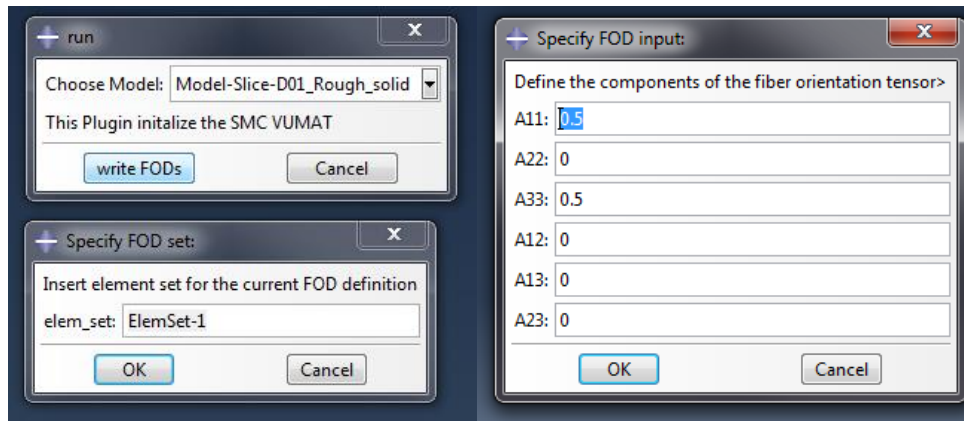 run
X
Choose Model: Model-Slice-D01_Rough_solid
This Plugin initalize the SMC VUMAT
write FODs
Cancel
Specify FOD set:
X
Insert element set for the current FOD definition
elem_set: ElemSet-1
OK
Cancel
Specify FOD input:
X
Define the components of the fiber orientation tensor>
A11: 0.5
A22: 0
A33: 0.5
A12: 0
A13: 0
A23: 0
OK
Cancel